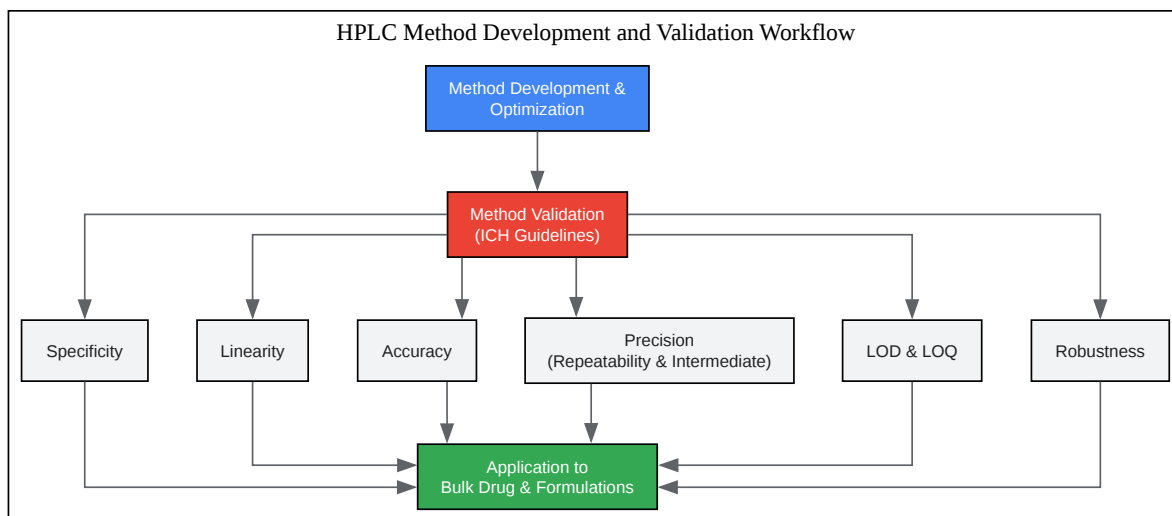 HPLC Method Development and Validation Workflow
Method Development &
Optimization
Method Validation
(ICH Guidelines)
Specificity
Linearity
Accuracy
Precision
(Repeatability & Intermediate)
LOD & LOQ
Robustness
Application to
Bulk Drug & Formulations